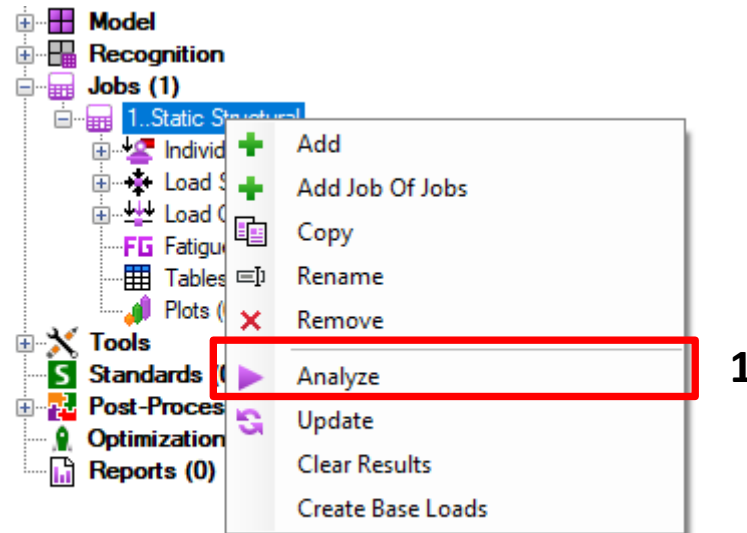 Model
Recognition
Jobs (1)
1..Static Structural
Individ
Load S
Load C
FG Fatigue
Tables
Plots (
Tools
S Standards (
Post-Proces
Optimization
Reports (0)
Add
Add Job Of Jobs
Copy
Rename
Remove
Analyze
Update
Clear Results
Create Base Loads
1